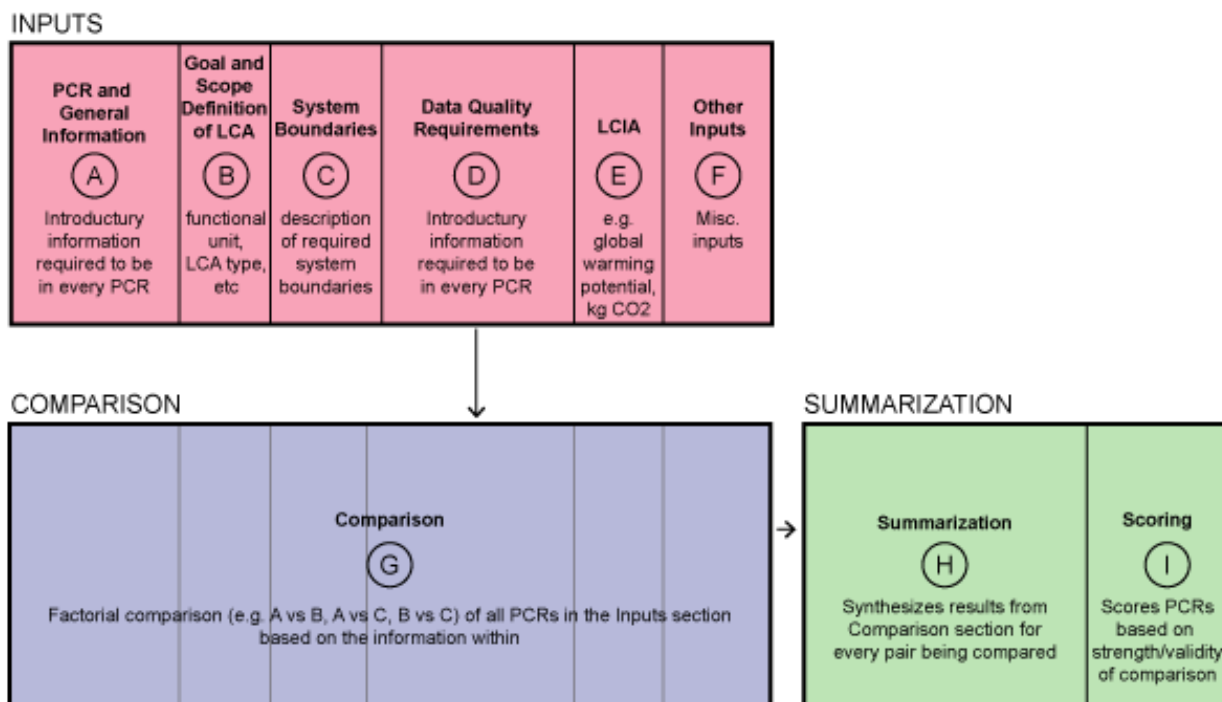 INPUTS
PCR and
General
Information
A
Introductury
information
required to be
in every PCR
Goal and
Scope
Definition
of LCA
B
functional
unit,
LCA type,
etc
System
Boundaries
C
description
of required
system
boundaries
Data Quality
Requirements
D
Introductury
information
required to be
in every PCR
LCIA
E
e.g.
global
warming
potential,
kg CO2
Other
Inputs
F
Misc.
inputs
COMPARISON
Comparison
G
Factorial comparison (e.g. A vs B, A vs C, B vs C) of all PCRs in the Inputs section
based on the information within
SUMMARIZATION
Summarization
H
Synthesizes results from
Comparison section for
every pair being compared
Scoring
I
Scores PCRs
based on
strength/validity
of comparison